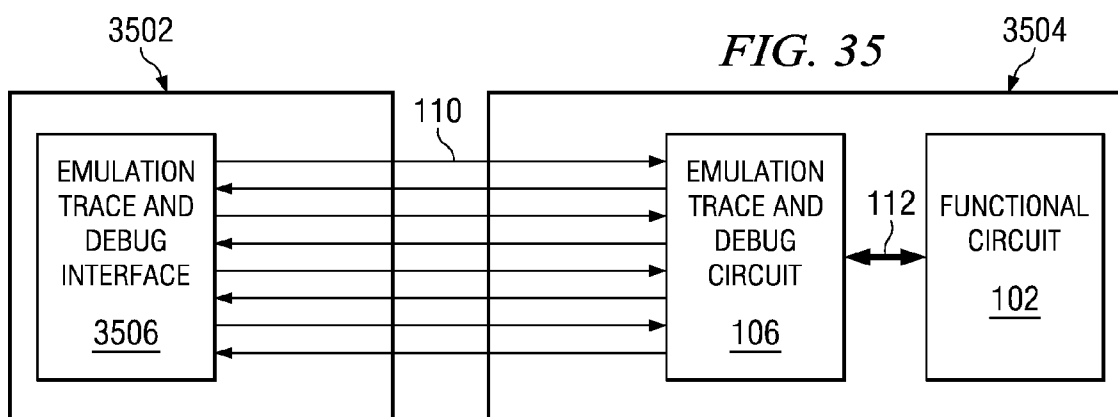 3502
3504
FIG. 35
110
EMULATION
TRACE AND
DEBUG
INTERFACE
3506
EMULATION
TRACE AND
DEBUG
CIRCUIT
106
112
FUNCTIONAL
CIRCUIT
102